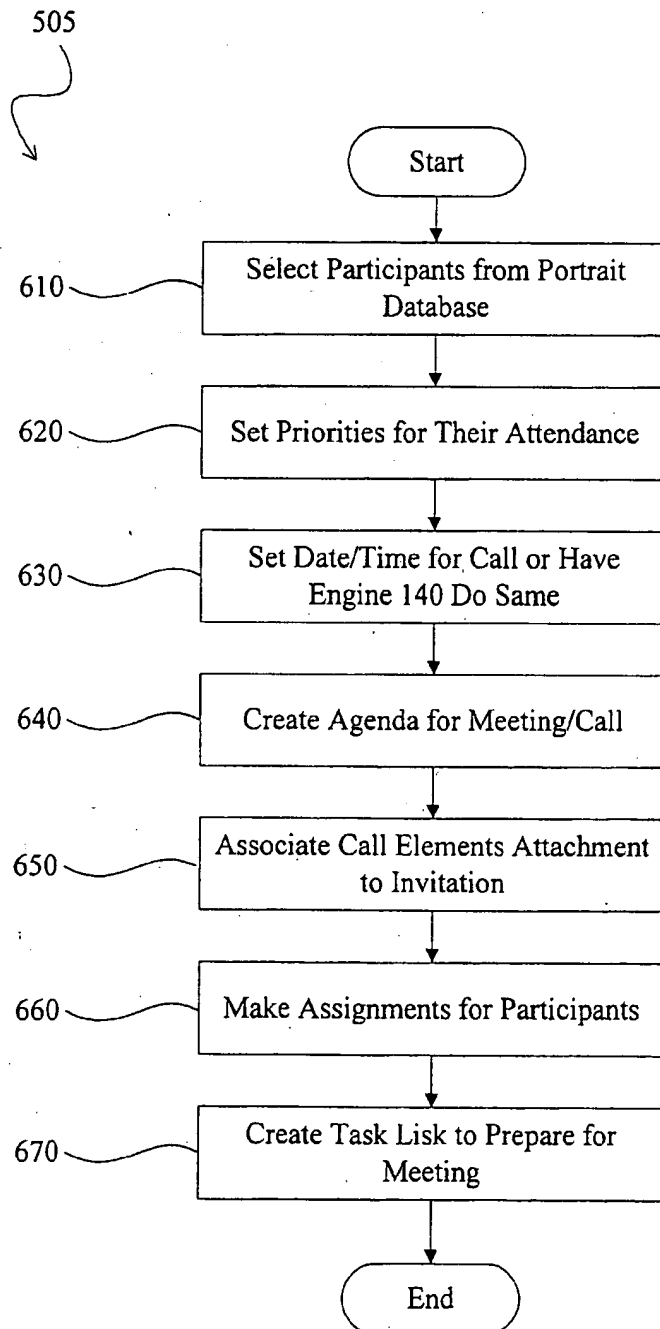 505
Start
610
Select Participants from Portrait
Database
620
Set Priorities for Their Attendance
630
Set Date/Time for Call or Have
Engine 140 Do Same
640
Create Agenda for Meeting/Call
650
Associate Call Elements Attachment
to Invitation
660
Make Assignments for Participants
670
Create Task Lisk to Prepare for
Meeting
End